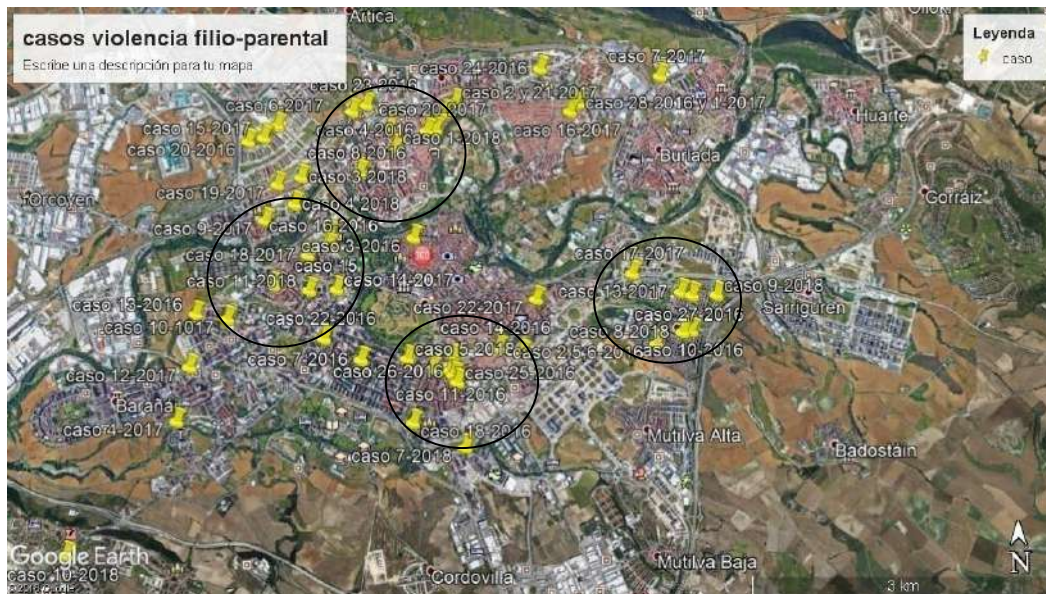 casos violencia filio-parental
Escribe una descripción para tu mapa
Leyenda
caso
Artica
caso 24-2016
caso 7-2017
caso 23-2016
caso 2 y 21-2017
caso 6-2017
caso 20-2017
caso 28-2016 y 1-2017
Huarte
caso 15-2017
caso 4-2016
caso 16-2017
caso 1-2018
caso 20-2016
caso 8-2016
Burlada
caso 3-2018
caso 19-2017
Gorráiz
caso 4-2018
caso 9-2017
caso 16-2016
caso 3-2016
caso 18-2017
caso 15
caso 17-2017
caso 11-2018
caso 14-2017
caso 13-2017
caso 9-2018
caso 13-2016
caso 22-2017
Sarriguren
caso 22-2016
caso 27-2016
caso 10-1017
caso 14-2016
caso 8-2018
caso 5-2018
caso 10-2016
caso 7-2016
caso 26-2016
caso 25-2016
caso 12-2017
caso 11-2016
caso 4-2017
caso 18-2016
Mutilva Alta
Badostáin
caso 7-2018
Google Earth
Mutilva Baja
caso 10-2018
Cordovilla
3 km
N